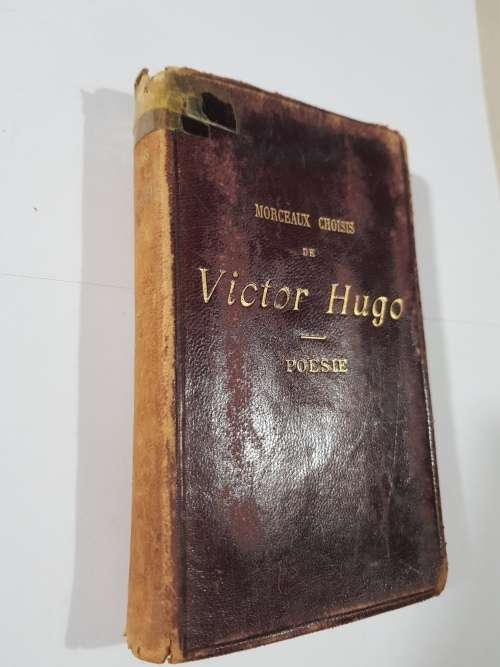 MORCEAUX CHOISIS
DE
Victor Hugo
POÉSIE